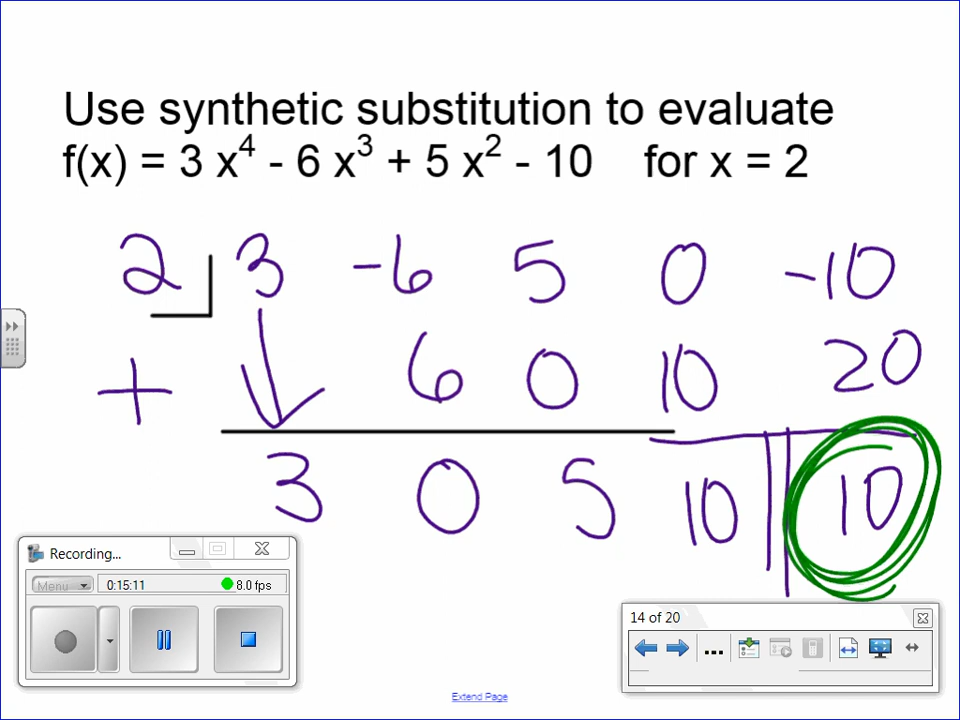 Use synthetic substitution to evaluate
f(x) = 3 x⁴ - 6 x³ + 5 x² - 10 for x = 2
2 3 -6 5 0 -10
+ 6 0 10 20
3 0 5 10 10
Recording...
Menu 0:15:11 8.0 fps
14 of 20
...
Extend Page